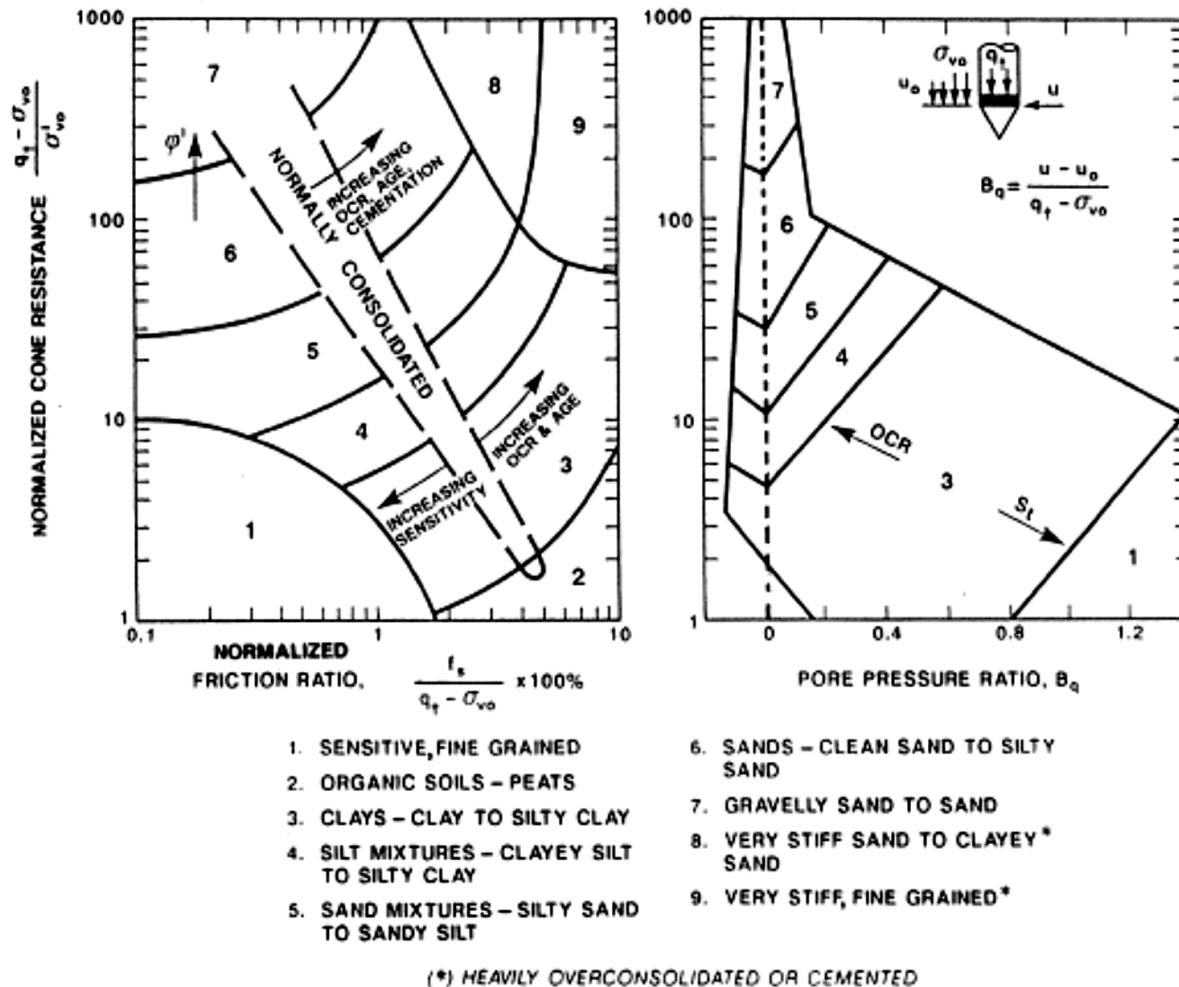 1000
100
10
1
NORMALIZED CONE RESISTANCE
q_t – σ_vo
σ'_vo
7
φ'
6
5
4
1
8
9
3
2
NORMALLY CONSOLIDATED
INCREASING
OCR, AGE,
CEMENTATION
INCREASING
OCR & AGE
INCREASING
SENSITIVITY
0.1
1
10
NORMALIZED
FRICTION RATIO,
f_s
q_t – σ_vo
x 100%
1000
100
10
1
7
6
5
4
3
1
σ_vo
q_t
u_o
u
B_q =
u – u_o
q_t – σ_vo
OCR
S_t
0
0.4
0.8
1.2
PORE PRESSURE RATIO, B_q
1. SENSITIVE, FINE GRAINED
2. ORGANIC SOILS – PEATS
3. CLAYS – CLAY TO SILTY CLAY
4. SILT MIXTURES – CLAYEY SILT
TO SILTY CLAY
5. SAND MIXTURES – SILTY SAND
TO SANDY SILT
6. SANDS – CLEAN SAND TO SILTY
SAND
7. GRAVELLY SAND TO SAND
8. VERY STIFF SAND TO CLAYEY*
SAND
9. VERY STIFF, FINE GRAINED*
(*) HEAVILY OVERCONSOLIDATED OR CEMENTED